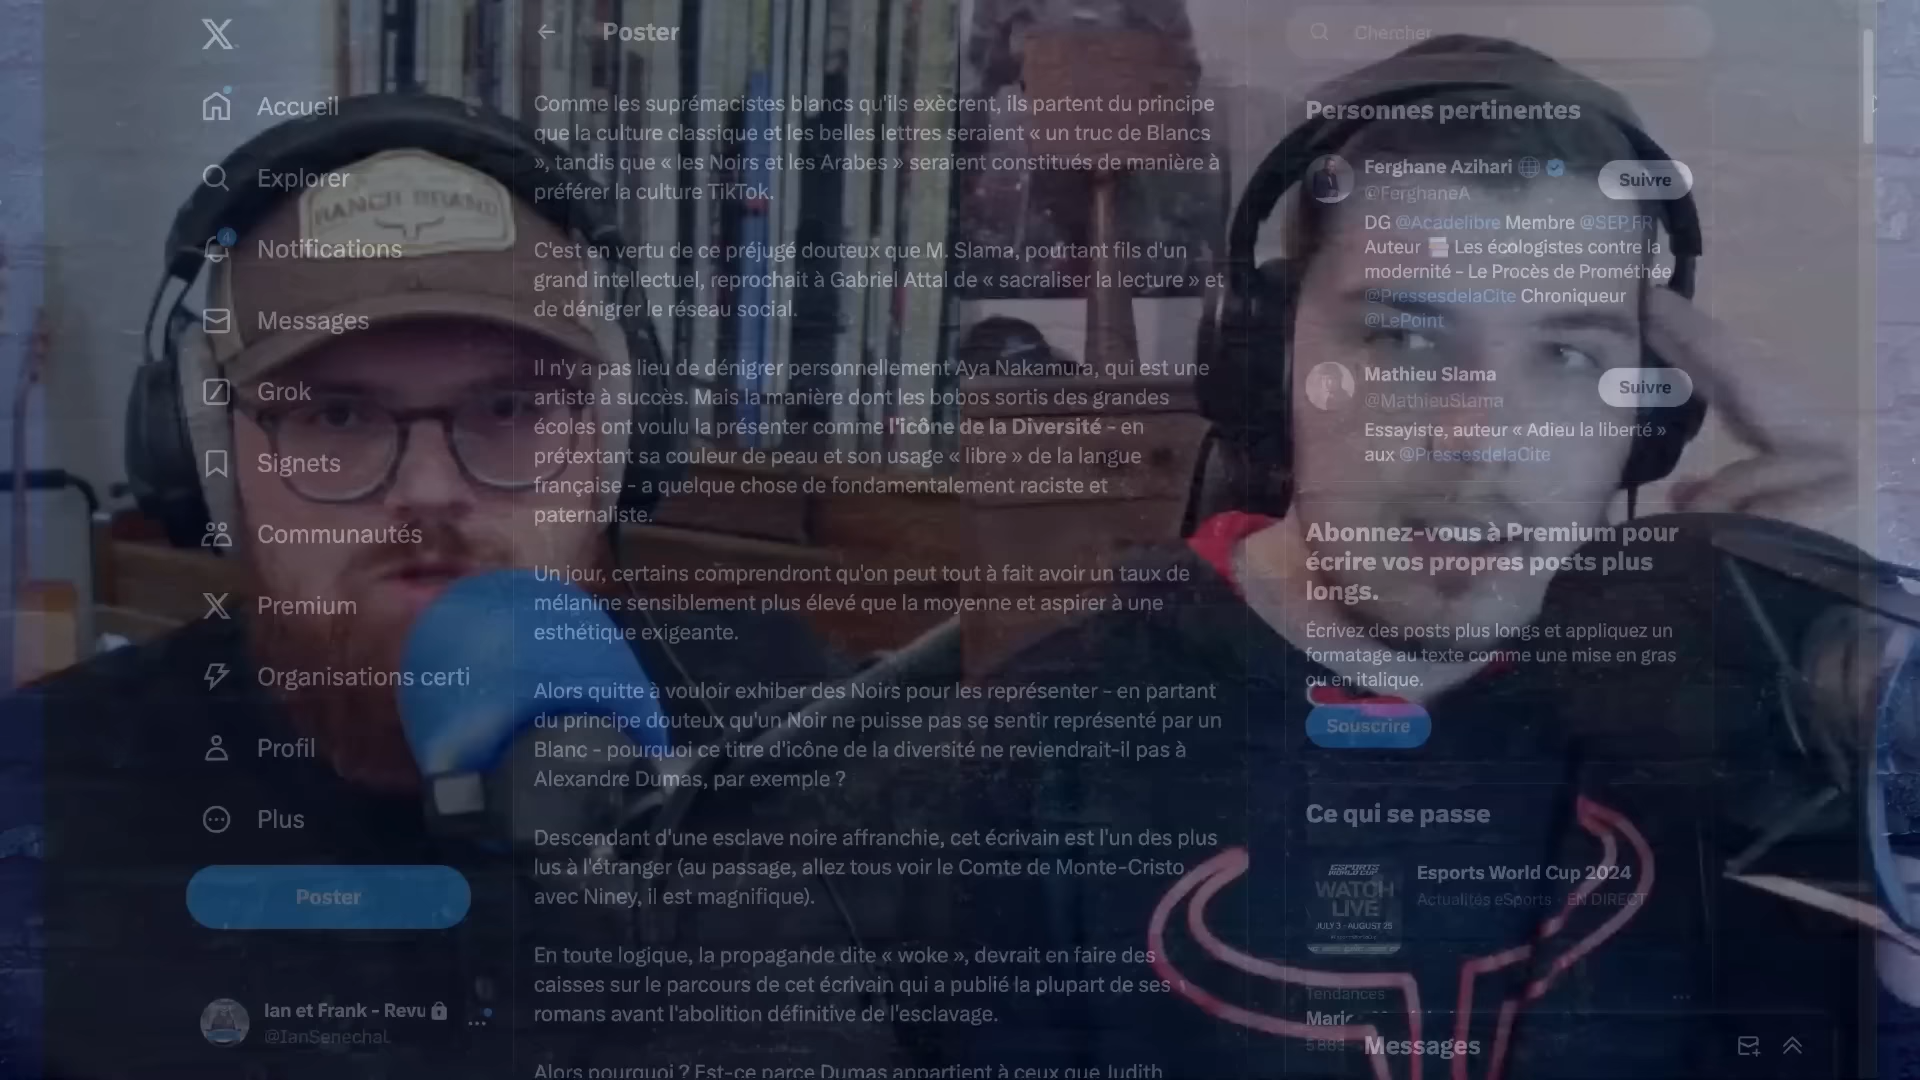 X
Accueil
Explorer
4
Notifications
Messages
Grok
Signets
Communautés
Premium
Organisations certi
Profil
Plus
Poster
Ian et Frank - Revu
@IanSenechal
RANCH BRAND
Poster
Comme les suprémacistes blancs qu'ils exècrent, ils partent du principe
que la culture classique et les belles lettres seraient « un truc de Blancs
», tandis que « les Noirs et les Arabes » seraient constitués de manière à
préférer la culture TikTok.
C'est en vertu de ce préjugé douteux que M. Slama, pourtant fils d'un
grand intellectuel, reprochait à Gabriel Attal de « sacraliser la lecture » et
de dénigrer le réseau social.
Il n'y a pas lieu de dénigrer personnellement Aya Nakamura, qui est une
artiste à succès. Mais la manière dont les bobos sortis des grandes
écoles ont voulu la présenter comme l'icône de la Diversité - en
prétextant sa couleur de peau et son usage « libre » de la langue
française - a quelque chose de fondamentalement raciste et
paternaliste.
Un jour, certains comprendront qu'on peut tout à fait avoir un taux de
mélanine sensiblement plus élevé que la moyenne et aspirer à une
esthétique exigeante.
Alors quitte à vouloir exhiber des Noirs pour les représenter - en partant
du principe douteux qu'un Noir ne puisse pas se sentir représenté par un
Blanc - pourquoi ce titre d'icône de la diversité ne reviendrait-il pas à
Alexandre Dumas, par exemple ?
Descendant d'une esclave noire affranchie, cet écrivain est l'un des plus
lus à l'étranger (au passage, allez tous voir le Comte de Monte-Cristo
avec Niney, il est magnifique).
En toute logique, la propagande dite « woke », devrait en faire des
caisses sur le parcours de cet écrivain qui a publié la plupart de ses
romans avant l'abolition définitive de l'esclavage.
Alors pourquoi ? Est-ce parce Dumas appartient à ceux que Judith
Chercher
Personnes pertinentes
Ferghane Azihari
@FerghaneA
Suivre
DG @Acadelibre Membre @SEP_FR
Auteur Les écologistes contre la
modernité - Le Procès de Prométhée
@PressesdelaCite Chroniqueur
@LePoint
Mathieu Slama
@MathieuSlama
Suivre
Essayiste, auteur « Adieu la liberté »
aux @PressesdelaCite
Abonnez-vous à Premium pour
écrire vos propres posts plus
longs.
Écrivez des posts plus longs et appliquez un
formatage au texte comme une mise en gras
ou en italique.
Souscrire
Ce qui se passe
Esports World Cup 2024
Actualités eSports · EN DIRECT
ESPORTS
WORLD CUP
WATCH
LIVE
JULY 3 - AUGUST 25
Tendances
Messages